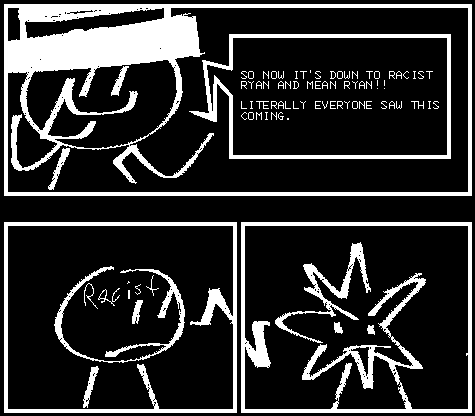 SO NOW IT'S DOWN TO RACIST
RYAN AND MEAN RYAN!!
LITERALLY EVERYONE SAW THIS
COMING.
Racist